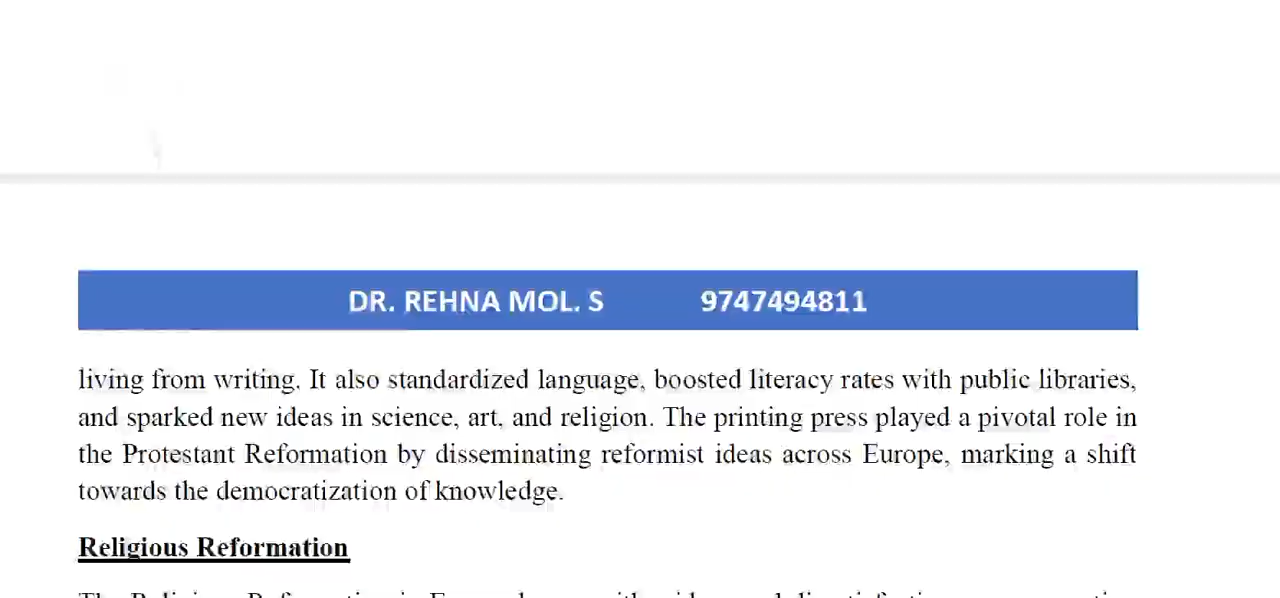 DR. REHNA MOL. S 9747494811
living from writing. It also standardized language, boosted literacy rates with public libraries,
and sparked new ideas in science, art, and religion. The printing press played a pivotal role in
the Protestant Reformation by disseminating reformist ideas across Europe, marking a shift
towards the democratization of knowledge.
Religious Reformation